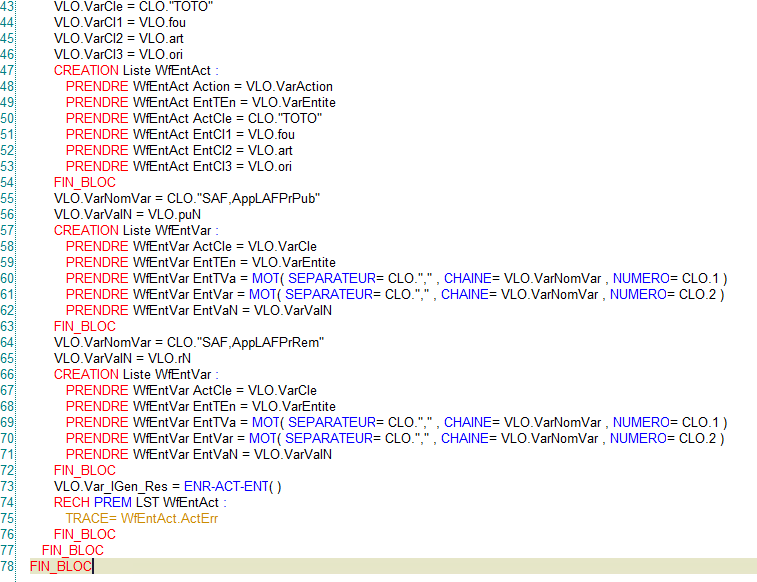 43 VLO.VarCle = CLO."TOTO"
44 VLO.VarCl1 = VLO.fou
45 VLO.VarCl2 = VLO.art
46 VLO.VarCl3 = VLO.ori
47 CREATION Liste WfEntAct :
48 PRENDRE WfEntAct Action = VLO.VarAction
49 PRENDRE WfEntAct EntTEn = VLO.VarEntite
50 PRENDRE WfEntAct ActCle = CLO."TOTO"
51 PRENDRE WfEntAct EntCl1 = VLO.fou
52 PRENDRE WfEntAct EntCl2 = VLO.art
53 PRENDRE WfEntAct EntCl3 = VLO.ori
54 FIN_BLOC
55 VLO.VarNomVar = CLO."SAF,AppLAFPrPub"
56 VLO.VarValN = VLO.puN
57 CREATION Liste WfEntVar :
58 PRENDRE WfEntVar ActCle = VLO.VarCle
59 PRENDRE WfEntVar EntTEn = VLO.VarEntite
60 PRENDRE WfEntVar EntTVa = MOT( SEPARATEUR= CLO."," , CHAINE= VLO.VarNomVar , NUMERO= CLO.1 )
61 PRENDRE WfEntVar EntVar = MOT( SEPARATEUR= CLO."," , CHAINE= VLO.VarNomVar , NUMERO= CLO.2 )
62 PRENDRE WfEntVar EntVaN = VLO.VarValN
63 FIN_BLOC
64 VLO.VarNomVar = CLO."SAF,AppLAFPrRem"
65 VLO.VarValN = VLO.rN
66 CREATION Liste WfEntVar :
67 PRENDRE WfEntVar ActCle = VLO.VarCle
68 PRENDRE WfEntVar EntTEn = VLO.VarEntite
69 PRENDRE WfEntVar EntTVa = MOT( SEPARATEUR= CLO."," , CHAINE= VLO.VarNomVar , NUMERO= CLO.1 )
70 PRENDRE WfEntVar EntVar = MOT( SEPARATEUR= CLO."," , CHAINE= VLO.VarNomVar , NUMERO= CLO.2 )
71 PRENDRE WfEntVar EntVaN = VLO.VarValN
72 FIN_BLOC
73 VLO.Var_IGen_Res = ENR-ACT-ENT( )
74 RECH PREM LST WfEntAct :
75 TRACE= WfEntAct.ActErr
76 FIN_BLOC
77 FIN_BLOC
78 FIN_BLOC